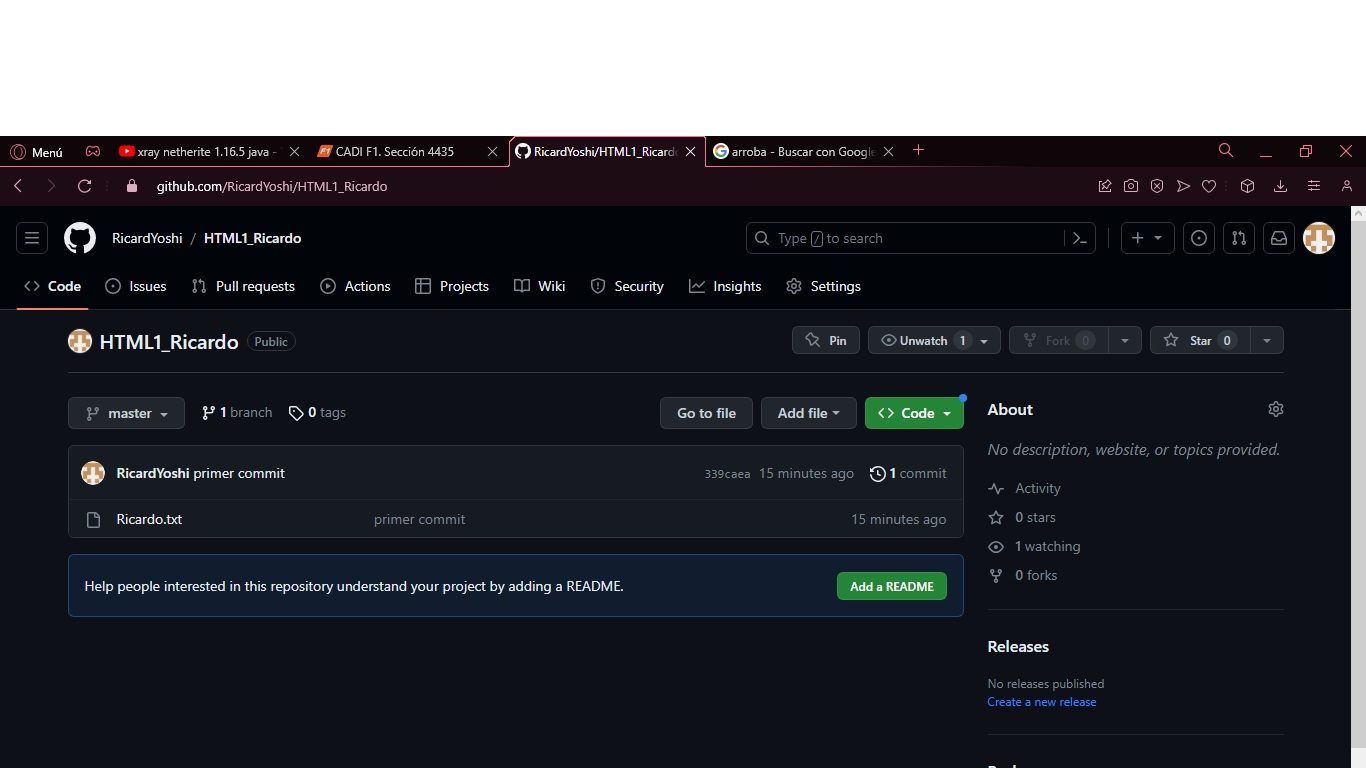 Menú
xray netherite 1.16.5 java -
CADI F1. Sección 4435
RicardYoshi/HTML1_Ricard
arroba - Buscar con Google
github.com/RicardYoshi/HTML1_Ricardo
RicardYoshi / HTML1_Ricardo
Type / to search
Code
Issues
Pull requests
Actions
Projects
Wiki
Security
Insights
Settings
HTML1_Ricardo Public
Pin
Unwatch 1
Fork 0
Star 0
master
1 branch
0 tags
Go to file
Add file
Code
About
No description, website, or topics provided.
RicardYoshi primer commit
339caea 15 minutes ago
1 commit
Ricardo.txt
primer commit
15 minutes ago
Help people interested in this repository understand your project by adding a README.
Add a README
Activity
0 stars
1 watching
0 forks
Releases
No releases published
Create a new release